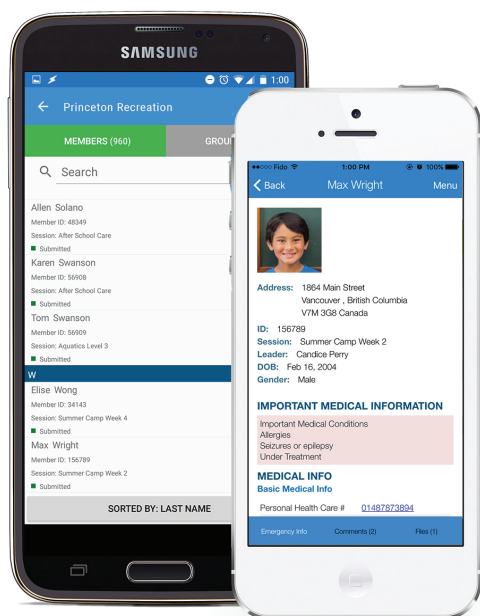 SAMSUNG
1:00
Princeton Recreation
MEMBERS (960)
GROU
Search
Allen Solano
Member ID: 48349
Session: After School Care
Submitted
Karen Swanson
Member ID: 56908
Session: After School Care
Submitted
Tom Swanson
Member ID: 56909
Session: Aquatics Level 3
Submitted
W
Elise Wong
Member ID: 34143
Session: Summer Camp Week 4
Submitted
Max Wright
Member ID: 156789
Session: Summer Camp Week 2
Submitted
SORTED BY: LAST NAME
Fido 1:00 PM 100%
Back Max Wright Menu
Address: 1864 Main Street
Vancouver , British Columbia
V7M 3G8 Canada
ID: 156789
Session: Summer Camp Week 2
Leader: Candice Perry
DOB: Feb 16, 2004
Gender: Male
IMPORTANT MEDICAL INFORMATION
Important Medical Conditions
Allergies
Seizures or epilepsy
Under Treatment
MEDICAL INFO
Basic Medical Info
Personal Health Care # 01487873894
Emergency Info Comments (2) Files (1)